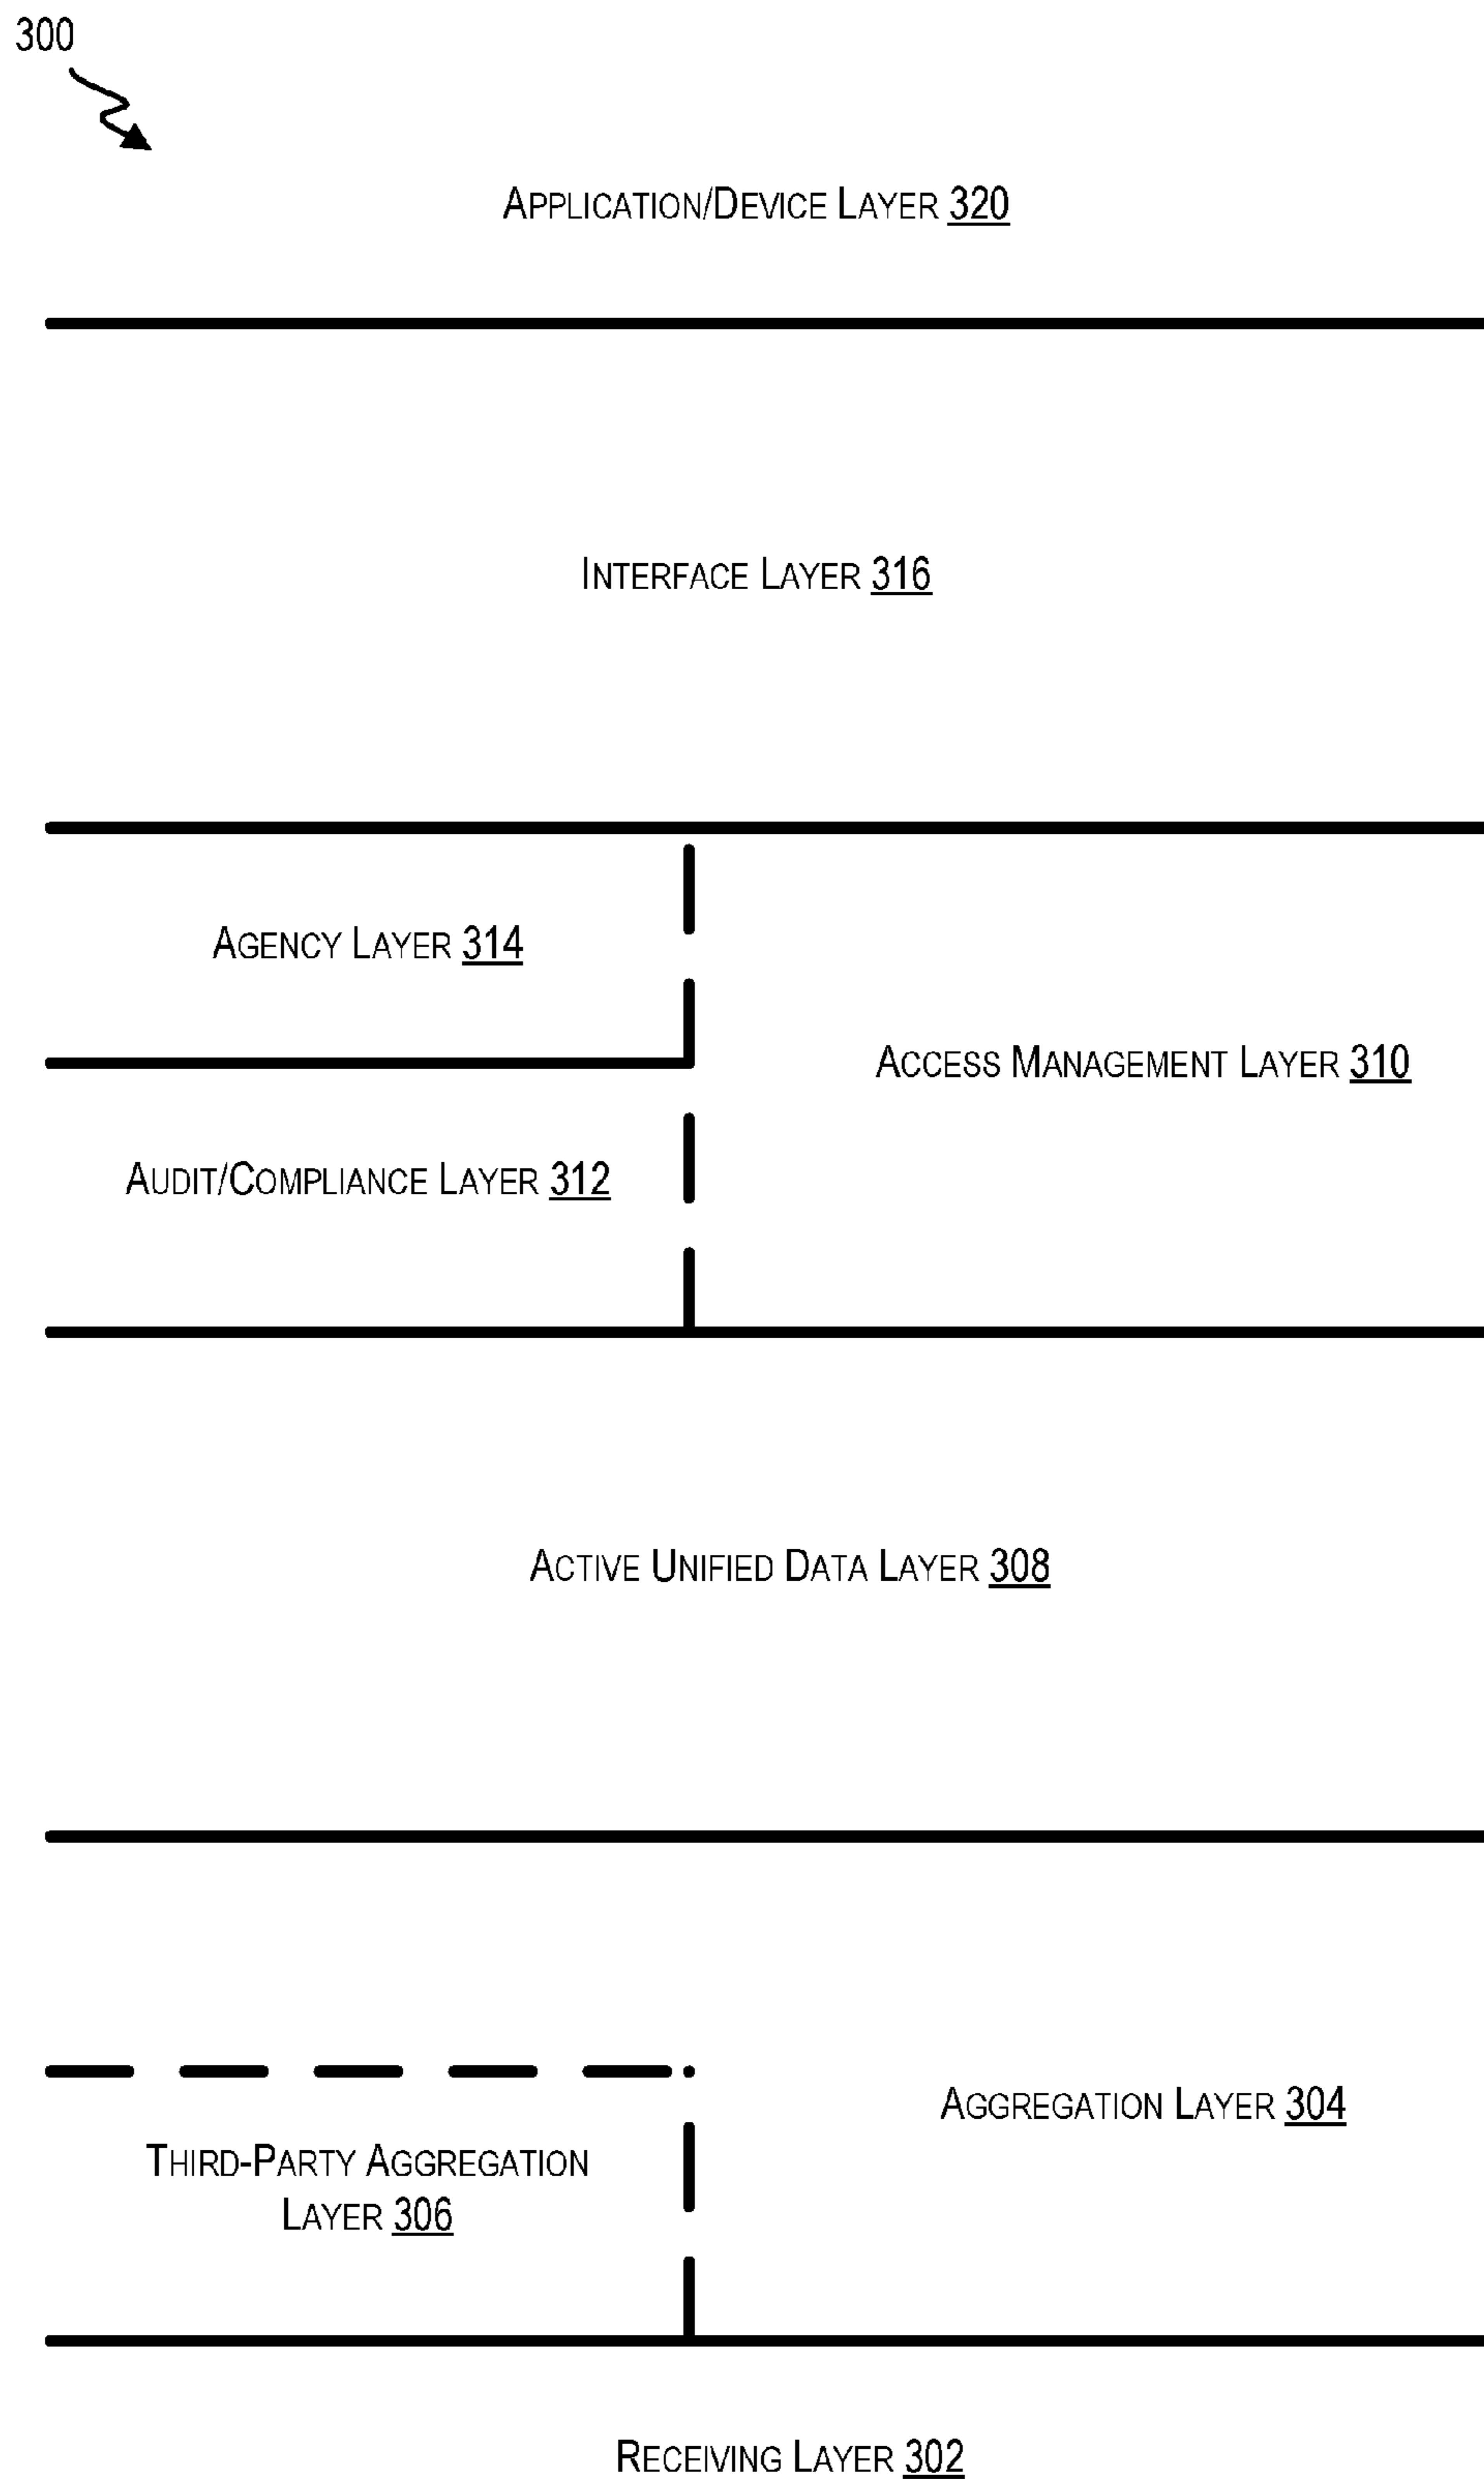 300
Application/Device Layer 320
Interface Layer 316
Agency Layer 314
Access Management Layer 310
Audit/Compliance Layer 312
Active Unified Data Layer 308
Aggregation Layer 304
Third-Party Aggregation
Layer 306
Receiving Layer 302